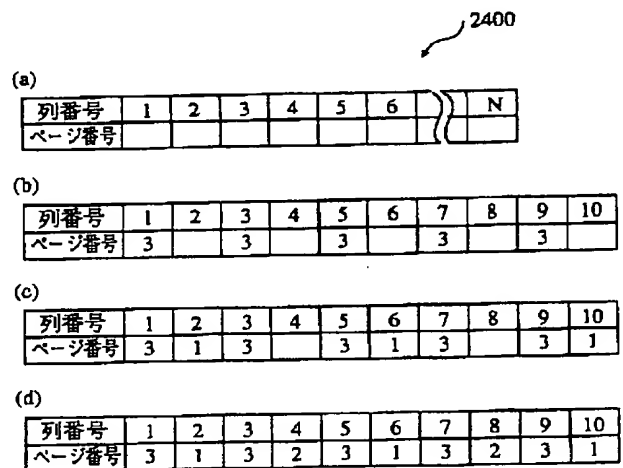 2400
(a)
列番号 1 2 3 4 5 6 N
ページ番号
(b)
列番号 1 2 3 4 5 6 7 8 9 10
ページ番号 3 3 3 3 3
(c)
列番号 1 2 3 4 5 6 7 8 9 10
ページ番号 3 1 3 3 1 3 3 1
(d)
列番号 1 2 3 4 5 6 7 8 9 10
ページ番号 3 1 3 2 3 1 3 2 3 1